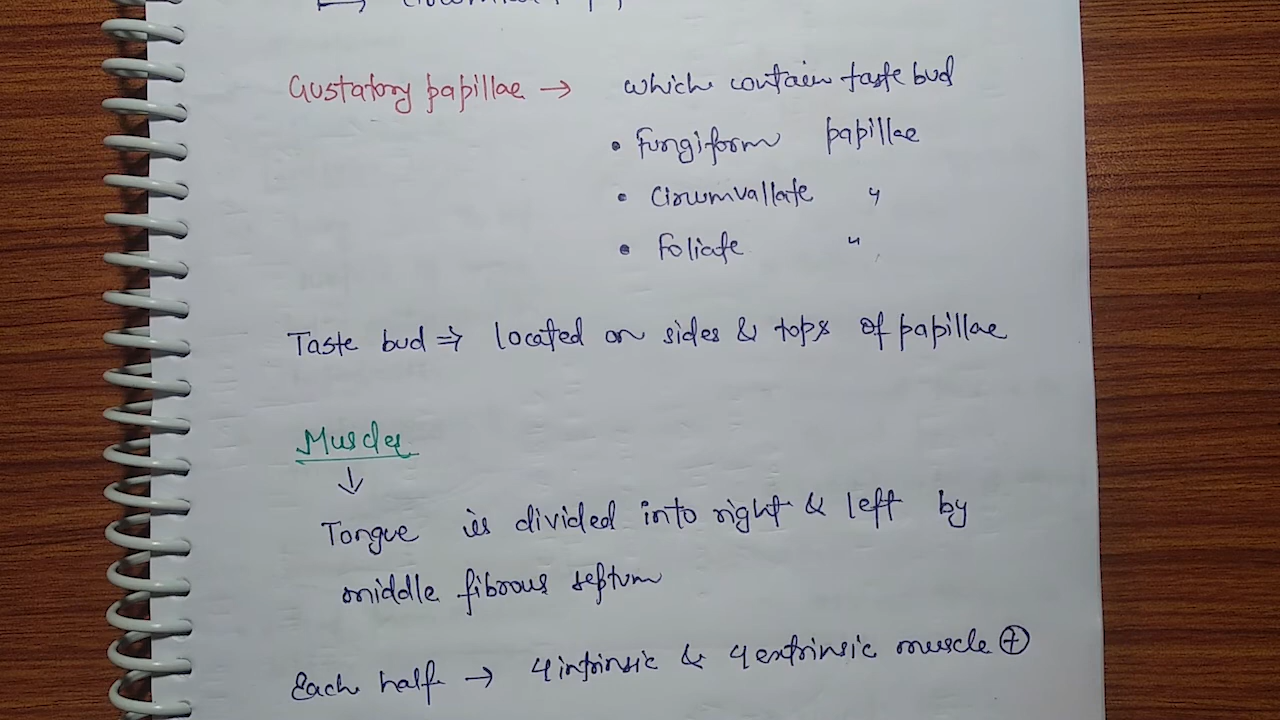 Gustatory papillae → which contain taste bud
• Fungiform papillae
• Circumvallate "
• Foliate "
Taste bud ⇒ located on sides & tops of papillae
Muscles
↓
Tongue is divided into right & left by
middle fibrous septum
Each half → 4 intrinsic & 4 extrinsic muscle ⊕